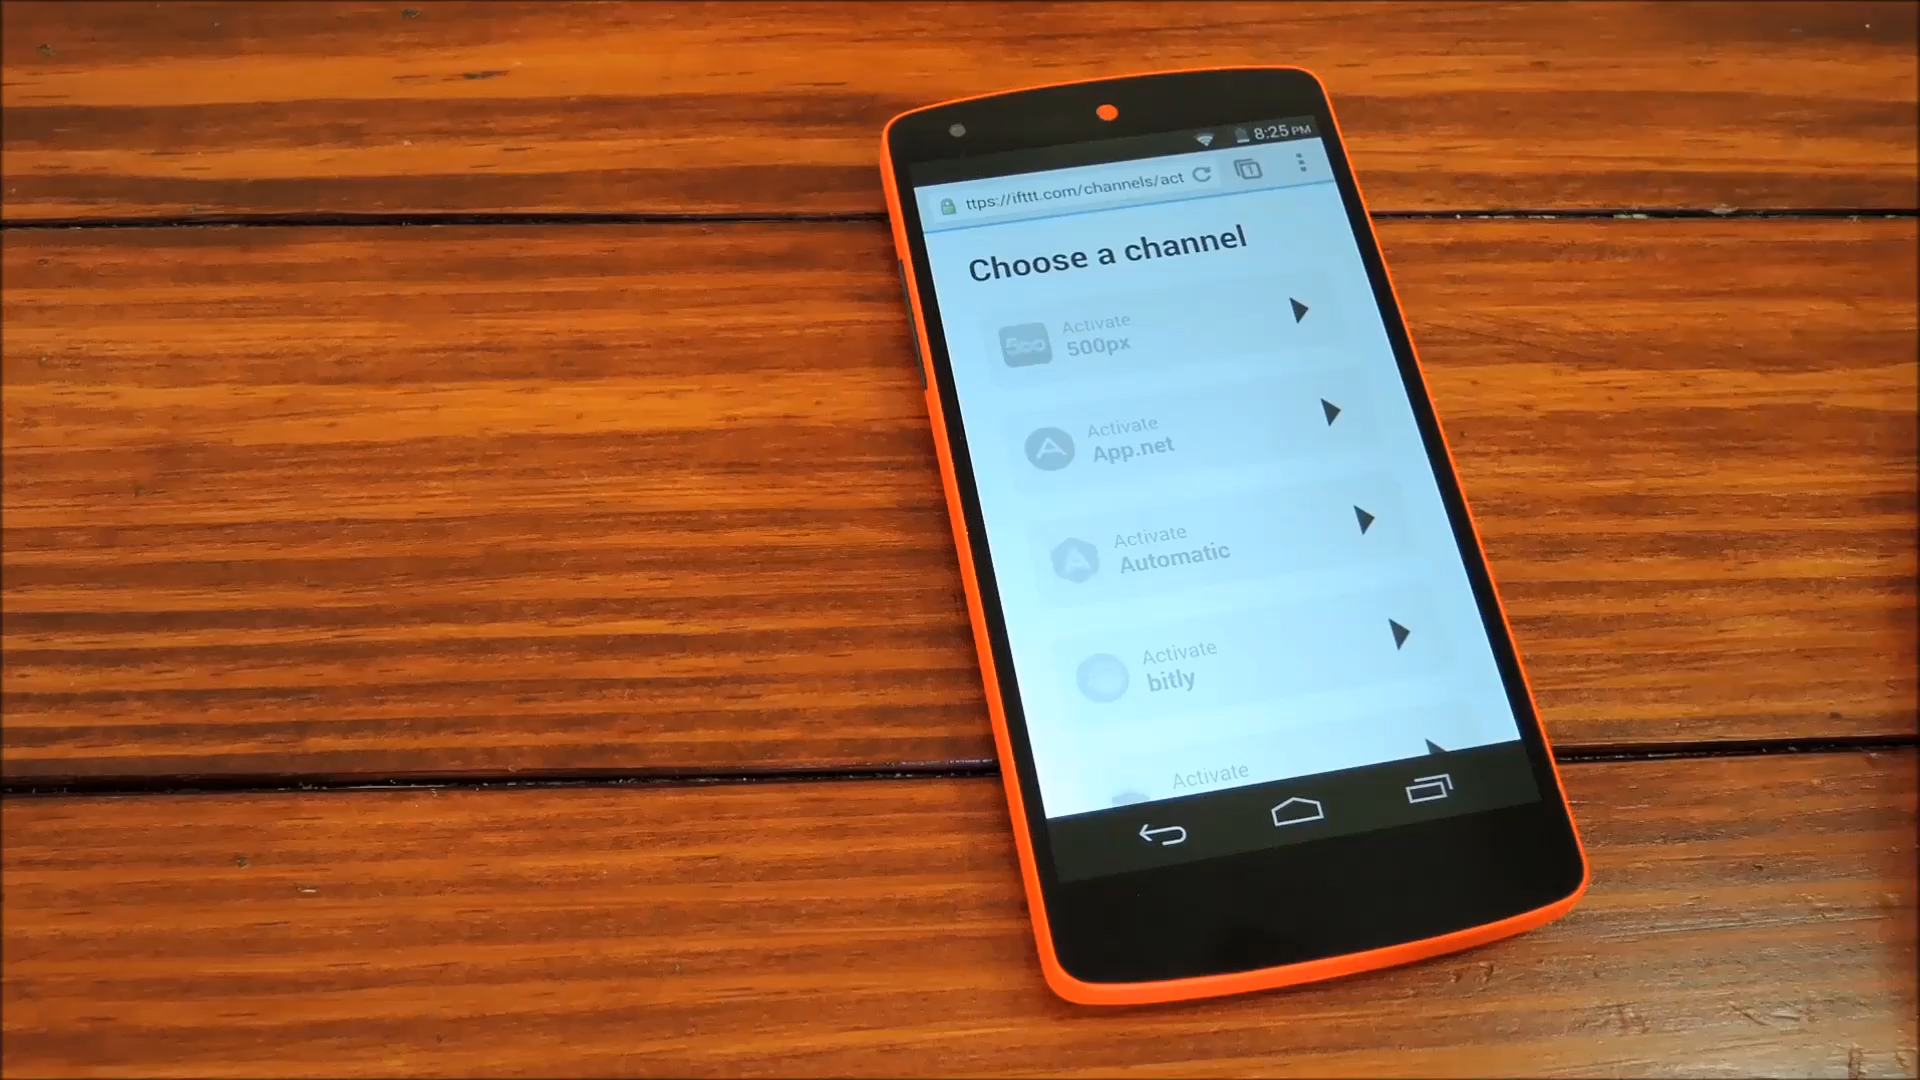 8:25 PM
ttps://ifttt.com/channels/act
Choose a channel
Activate
500px
Activate
App.net
Activate
Automatic
Activate
bitly
Activate